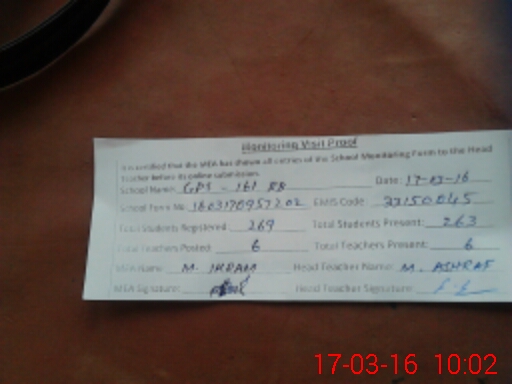 Monitoring Visit Proof
It is certified that the MEA has shown all entries of the School Monitoring Form to the Head
Teacher before its online submission.
School Name: GPS - 161 RB Date: 17-03-16
School Form No: EMIS Code: 33150045
Total Students Registered: 269 Total Students Present: 263
Total Teachers Posted: 6 Total Teachers Present: 6
MEA Name: M. IKRAM Head Teacher Name: M. ASHRAF
MEA Signature: Head Teacher Signature:
17-03-16 10:02